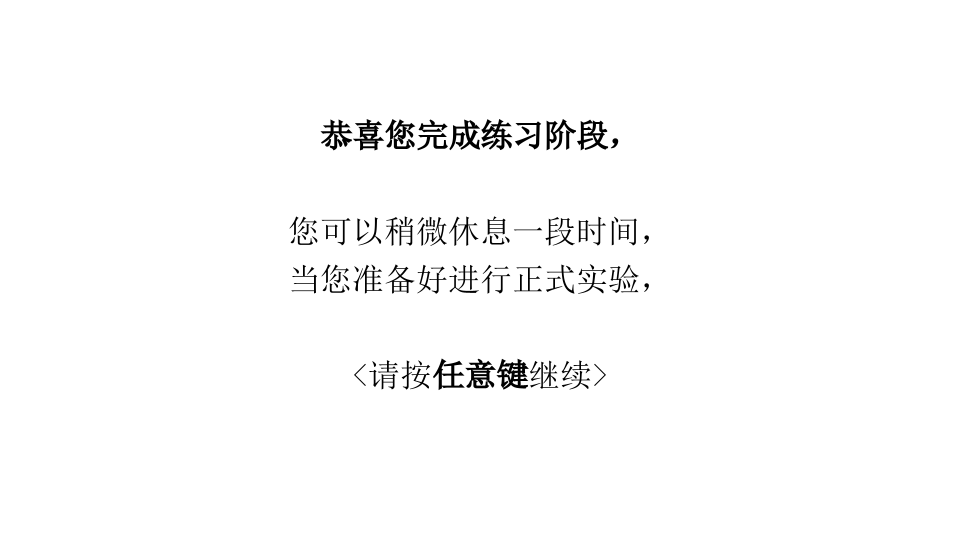 恭喜您完成练习阶段，
您可以稍微休息一段时间，
当您准备好进行正式实验，
<请按任意键继续>